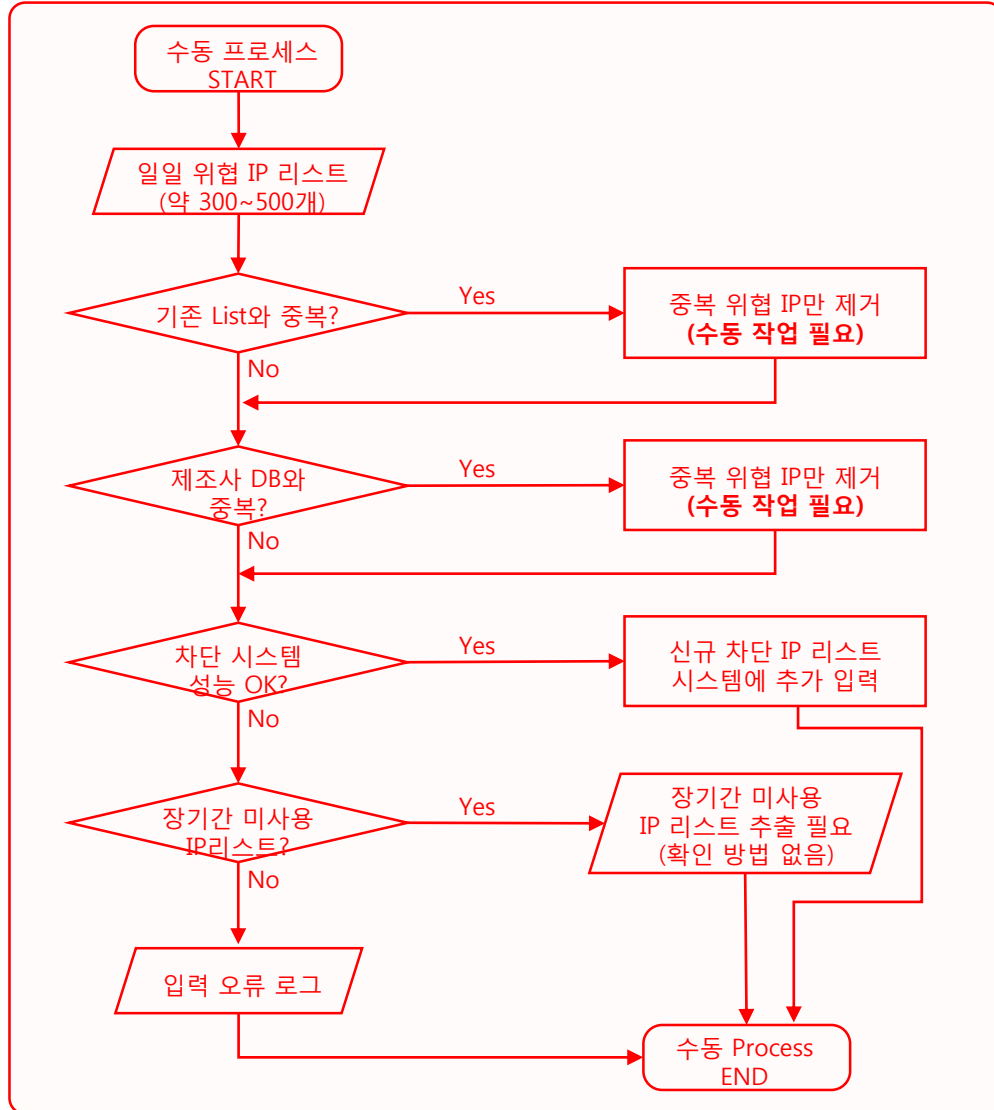 수동 프로세스
START
일일 위협 IP 리스트
(약 300~500개)
기존 List와 중복?
Yes
중복 위협 IP만 제거
(수동 작업 필요)
No
제조사 DB와
중복?
Yes
중복 위협 IP만 제거
(수동 작업 필요)
No
차단 시스템
성능 OK?
Yes
신규 차단 IP 리스트
시스템에 추가 입력
No
장기간 미사용
IP리스트?
Yes
장기간 미사용
IP 리스트 추출 필요
(확인 방법 없음)
No
입력 오류 로그
수동 Process
END